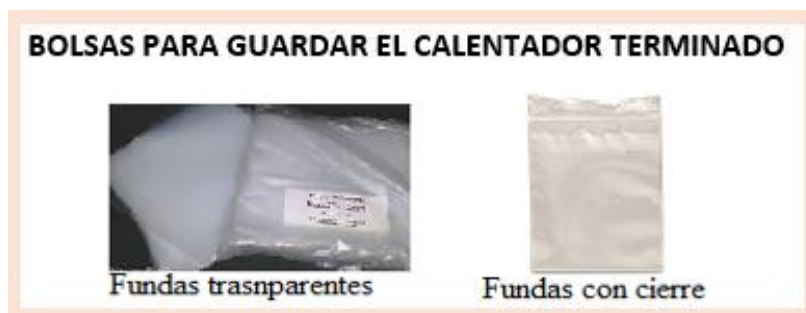 BOLSAS PARA GUARDAR EL CALENTADOR TERMINADO
Fundas trasnparentes
Fundas con cierre